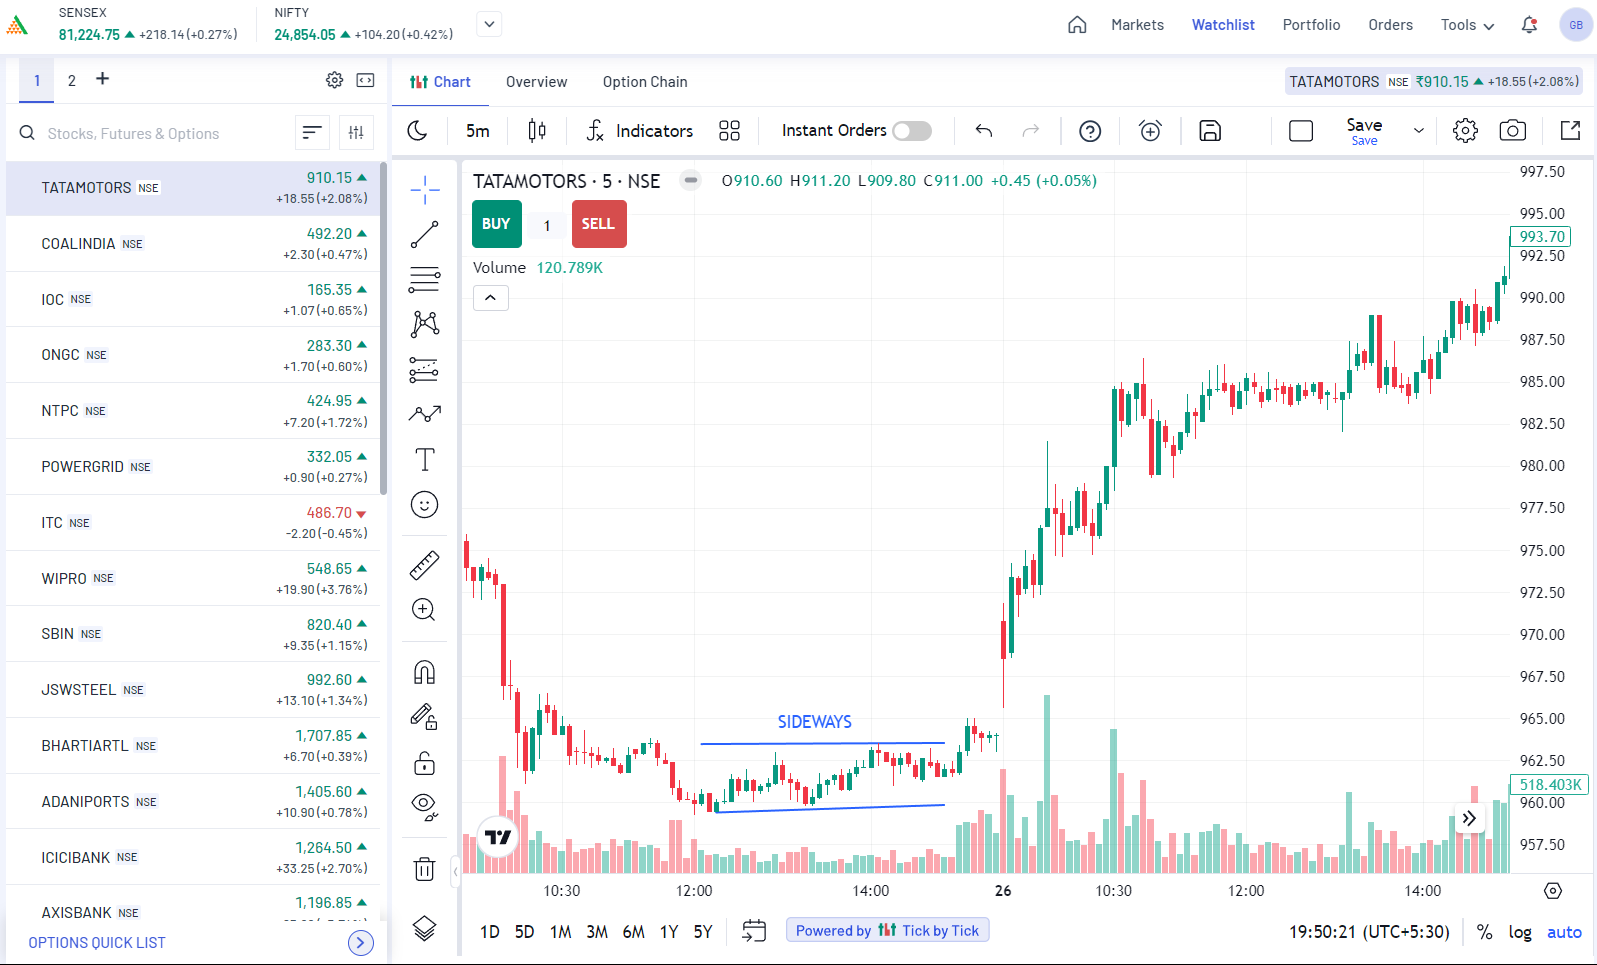 SENSEX
81,224.75 +218.14 (+0.27%)
NIFTY
24,854.05 +104.20 (+0.42%)
Markets Watchlist Portfolio Orders Tools GB
1 2 +
Chart Overview Option Chain
TATAMOTORS NSE ₹910.15 +18.55 (+2.08%)
Stocks, Futures & Options
5m Indicators Instant Orders Save
Save
TATAMOTORS NSE 910.15
+18.55 (+2.08%)
COALINDIA NSE 492.20
+2.30 (+0.47%)
IOC NSE 165.35
+1.07 (+0.65%)
ONGC NSE 283.30
+1.70 (+0.60%)
NTPC NSE 424.95
+7.20 (+1.72%)
POWERGRID NSE 332.05
+0.90 (+0.27%)
ITC NSE 486.70
-2.20 (-0.45%)
WIPRO NSE 548.65
+19.90 (+3.76%)
SBIN NSE 820.40
+9.35 (+1.15%)
JSWSTEEL NSE 992.60
+13.10 (+1.34%)
BHARTIARTL NSE 1,707.85
+6.70 (+0.39%)
ADANIPORTS NSE 1,405.60
+10.90 (+0.78%)
ICICIBANK NSE 1,264.50
+33.25 (+2.70%)
AXISBANK NSE 1,196.85
OPTIONS QUICK LIST
TATAMOTORS · 5 · NSE O910.60 H911.20 L909.80 C911.00 +0.45 (+0.05%)
BUY 1 SELL
Volume 120.789K
SIDEWAYS
997.50
995.00
993.70
992.50
990.00
987.50
985.00
982.50
980.00
977.50
975.00
972.50
970.00
967.50
965.00
962.50
518.403K
960.00
957.50
10:30 12:00 14:00 26 10:30 12:00 14:00
1D 5D 1M 3M 6M 1Y 5Y Powered by Tick by Tick 19:50:21 (UTC+5:30) % log auto